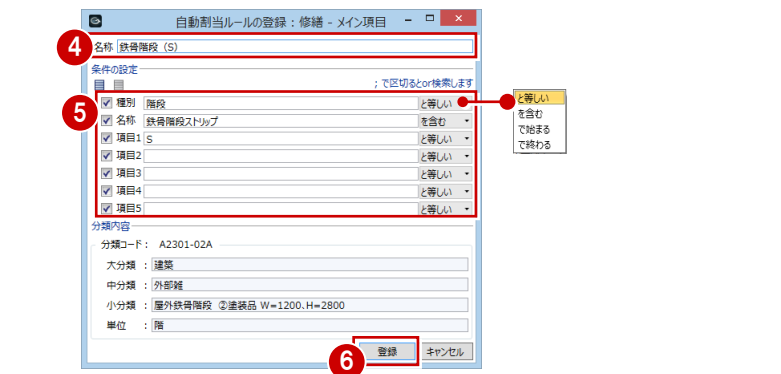 自動割当ルールの登録：修繕 - メイン項目
4
名称 鉄骨階段（S）
条件の設定
; で区切るとor検索します
5
種別 階段 と等しい
名称 鉄骨階段ストリップ を含む
項目1 S と等しい
項目2 と等しい
項目3 と等しい
項目4 と等しい
項目5 と等しい
と等しい
を含む
で始まる
で終わる
分類内容
分類コード： A2301-02A
大分類 ： 建築
中分類 ： 外部雑
小分類 ： 屋外鉄骨階段 ②塗装品 W=1200、H=2800
単位 ： 階
6
登録 キャンセル